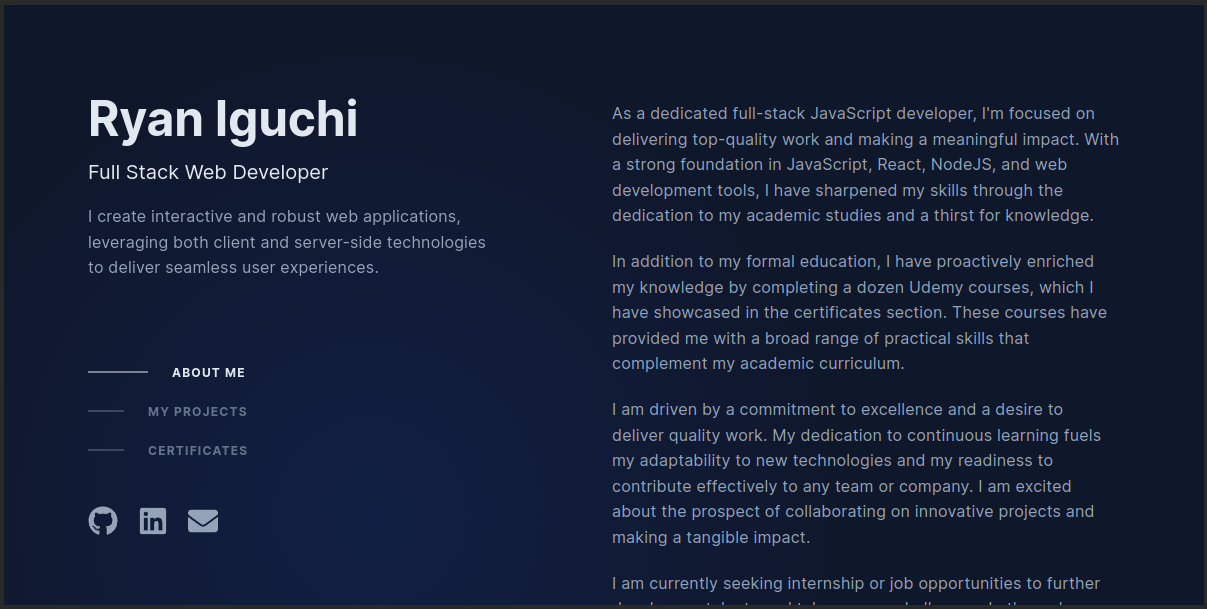 Ryan Iguchi
Full Stack Web Developer
I create interactive and robust web applications,
leveraging both client and server-side technologies
to deliver seamless user experiences.
ABOUT ME
MY PROJECTS
CERTIFICATES
in
As a dedicated full-stack JavaScript developer, I'm focused on
delivering top-quality work and making a meaningful impact. With
a strong foundation in JavaScript, React, NodeJS, and web
development tools, I have sharpened my skills through the
dedication to my academic studies and a thirst for knowledge.
In addition to my formal education, I have proactively enriched
my knowledge by completing a dozen Udemy courses, which I
have showcased in the certificates section. These courses have
provided me with a broad range of practical skills that
complement my academic curriculum.
I am driven by a commitment to excellence and a desire to
deliver quality work. My dedication to continuous learning fuels
my adaptability to new technologies and my readiness to
contribute effectively to any team or company. I am excited
about the prospect of collaborating on innovative projects and
making a tangible impact.
I am currently seeking internship or job opportunities to further